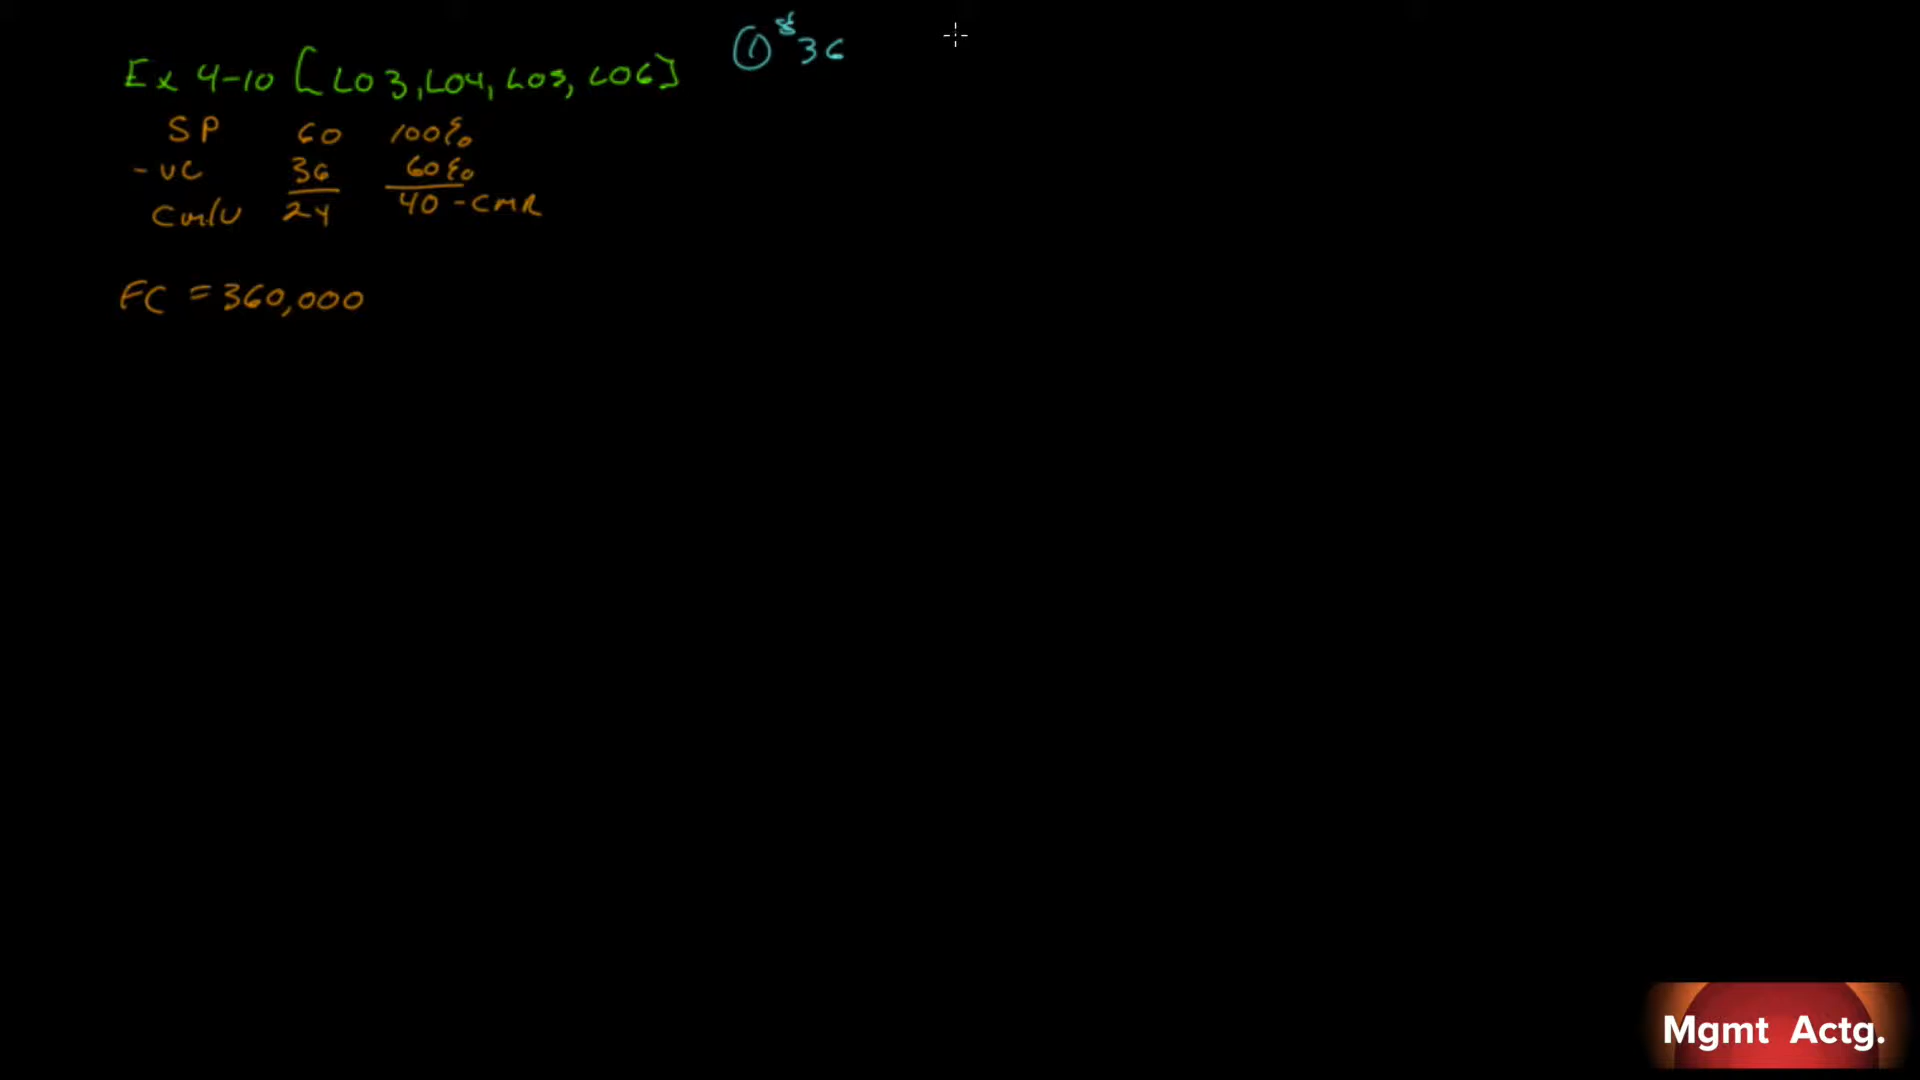 Ex 4-10 [LO3, LO4, LO5, LO6]
SP 60 100%
- VC 36 60%
Cm/U 24 40 - CMR
FC = 360,000
① $36
Mgmt Actg.